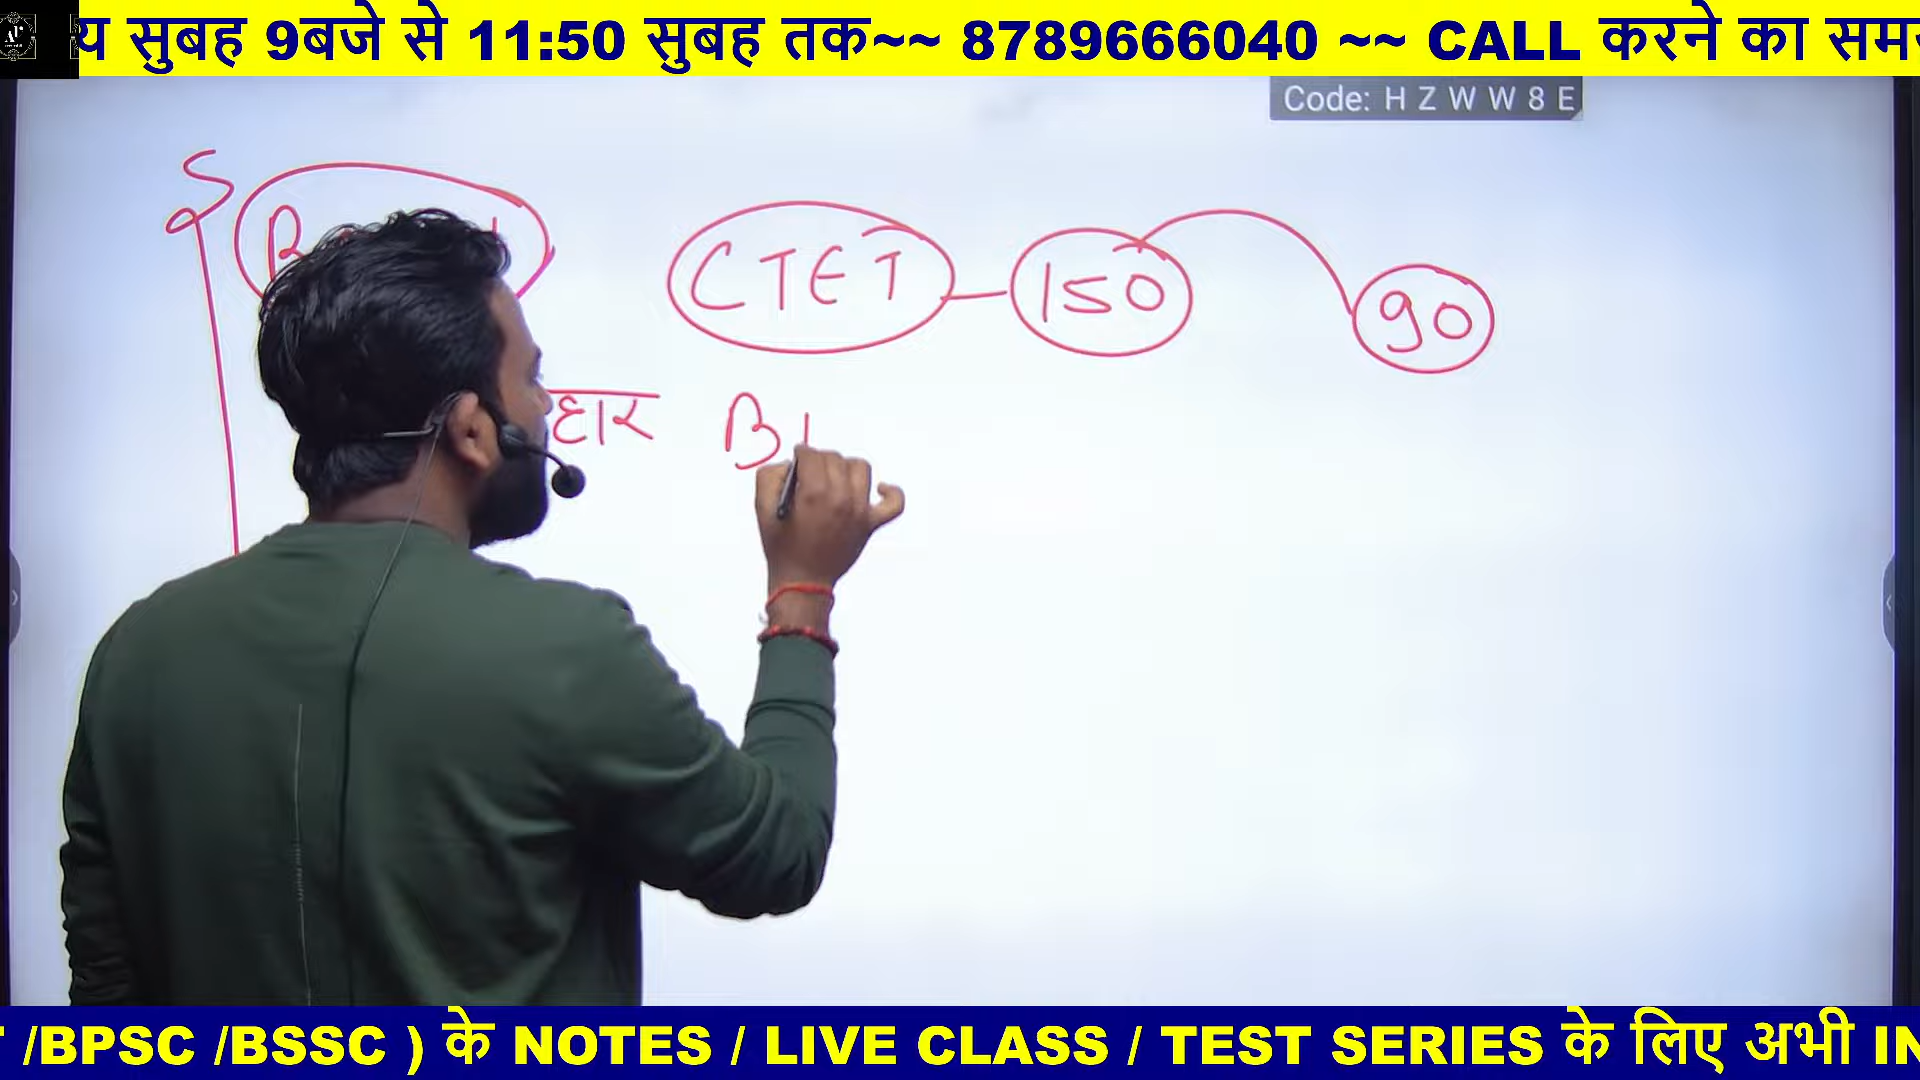 य सुबह 9बजे से 11:50 सुबह तक~~ 8789666040 ~~ CALL करने का सम
Code: H Z W W 8 E
CTET 150 90
B
/BPSC /BSSC ) के NOTES / LIVE CLASS / TEST SERIES के लिए अभी IN